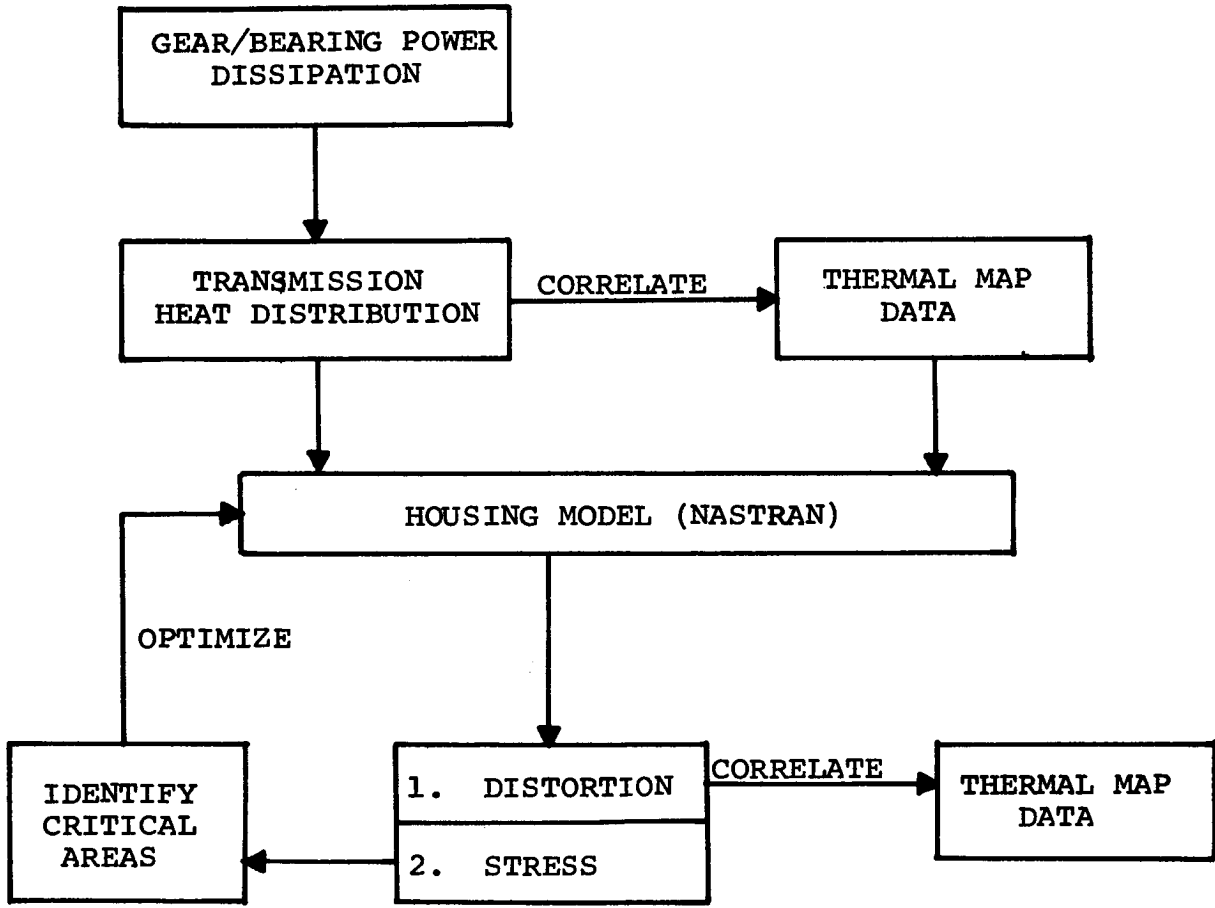 GEAR/BEARING POWER
DISSIPATION
TRANSMISSION
HEAT DISTRIBUTION
CORRELATE
THERMAL MAP
DATA
HOUSING MODEL (NASTRAN)
OPTIMIZE
IDENTIFY
CRITICAL
AREAS
1. DISTORTION
2. STRESS
CORRELATE
THERMAL MAP
DATA